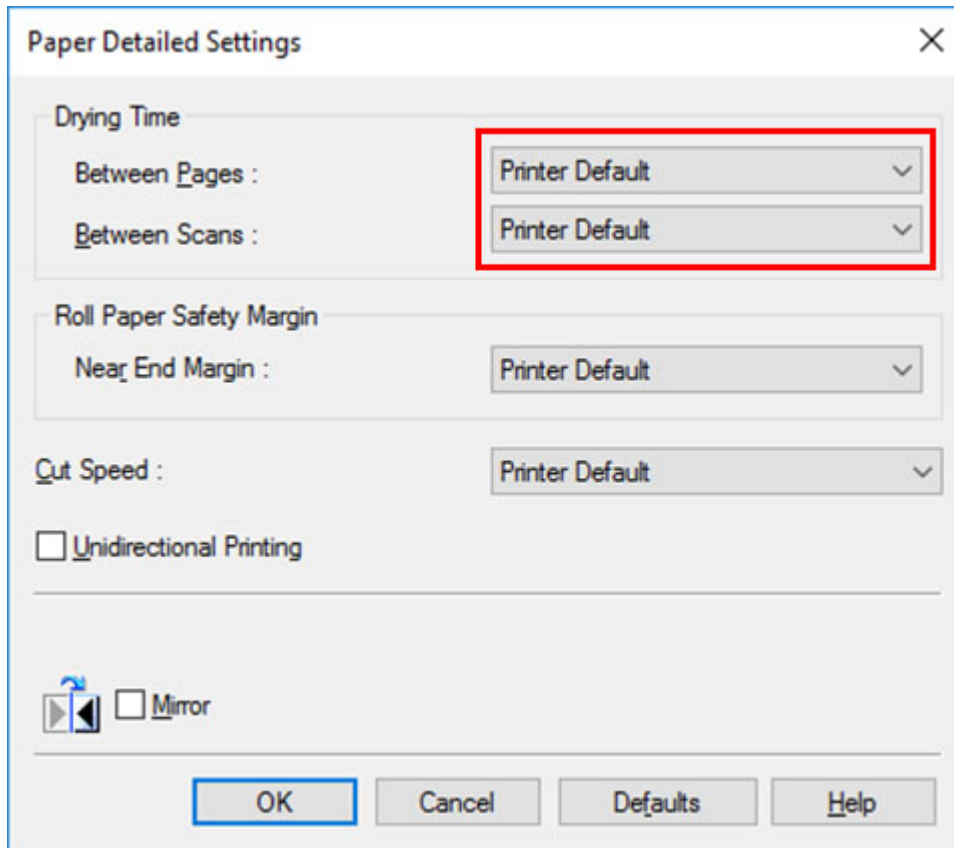 Paper Detailed Settings
Drying Time
Between Pages : Printer Default
Between Scans : Printer Default
Roll Paper Safety Margin
Near End Margin : Printer Default
Cut Speed : Printer Default
Unidirectional Printing
Mirror
OK Cancel Defaults Help